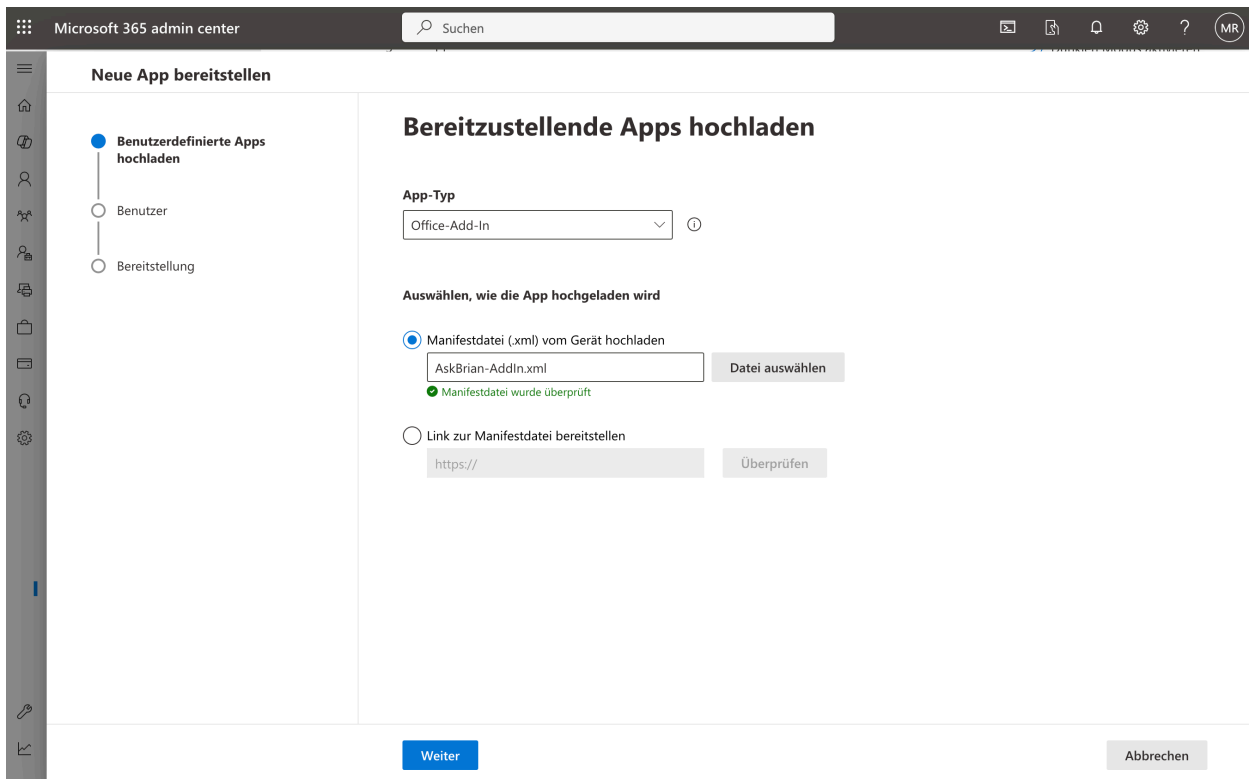 Microsoft 365 admin center
Suchen
MR
Neue App bereitstellen
Benutzerdefinierte Apps
hochladen
Benutzer
Bereitstellung
Bereitzustellende Apps hochladen
App-Typ
Office-Add-In
Auswählen, wie die App hochgeladen wird
Manifestdatei (.xml) vom Gerät hochladen
AskBrian-AddIn.xml
Datei auswählen
Manifestdatei wurde überprüft
Link zur Manifestdatei bereitstellen
https://
Überprüfen
Weiter
Abbrechen